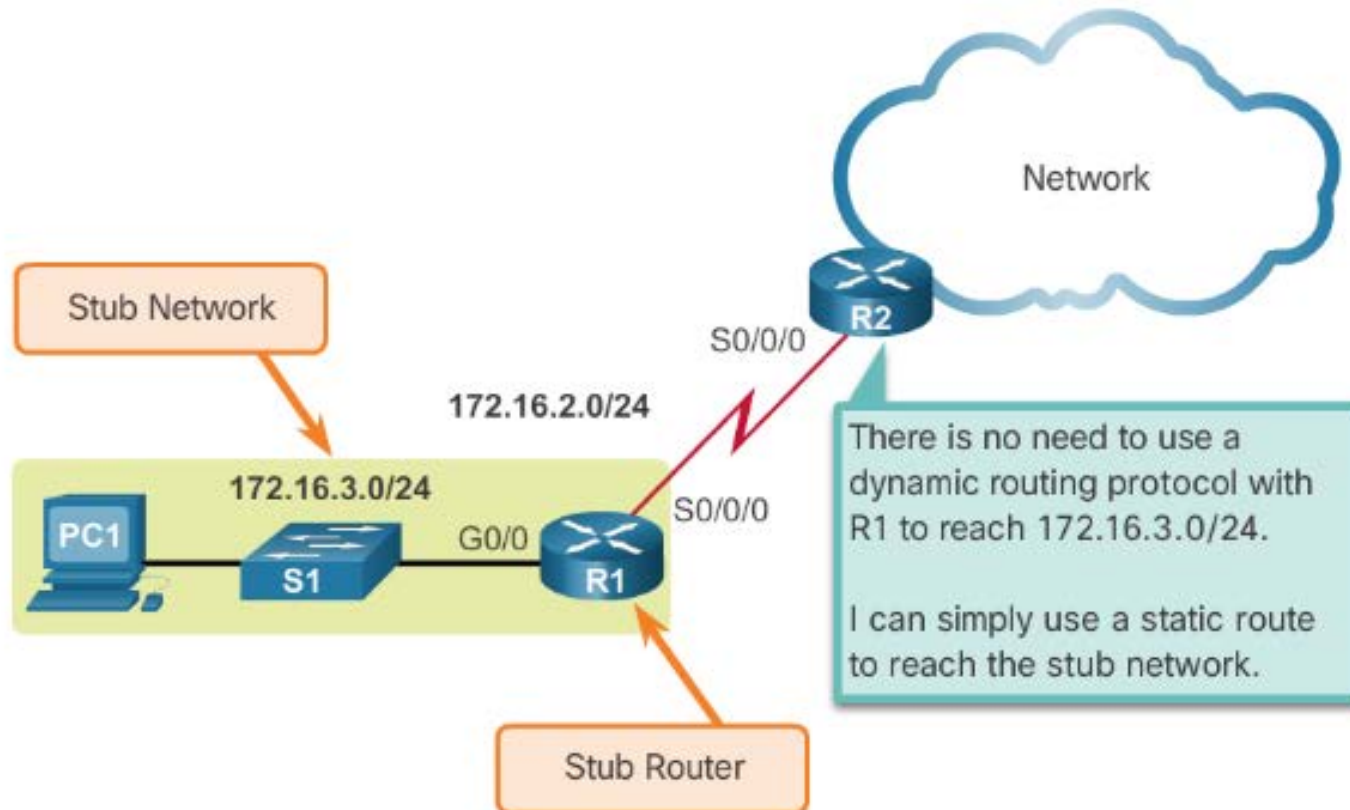 Network
Stub Network
R2
S0/0/0
172.16.2.0/24
There is no need to use a
dynamic routing protocol with
R1 to reach 172.16.3.0/24.
I can simply use a static route
to reach the stub network.
172.16.3.0/24
S0/0/0
PC1
G0/0
S1
R1
Stub Router